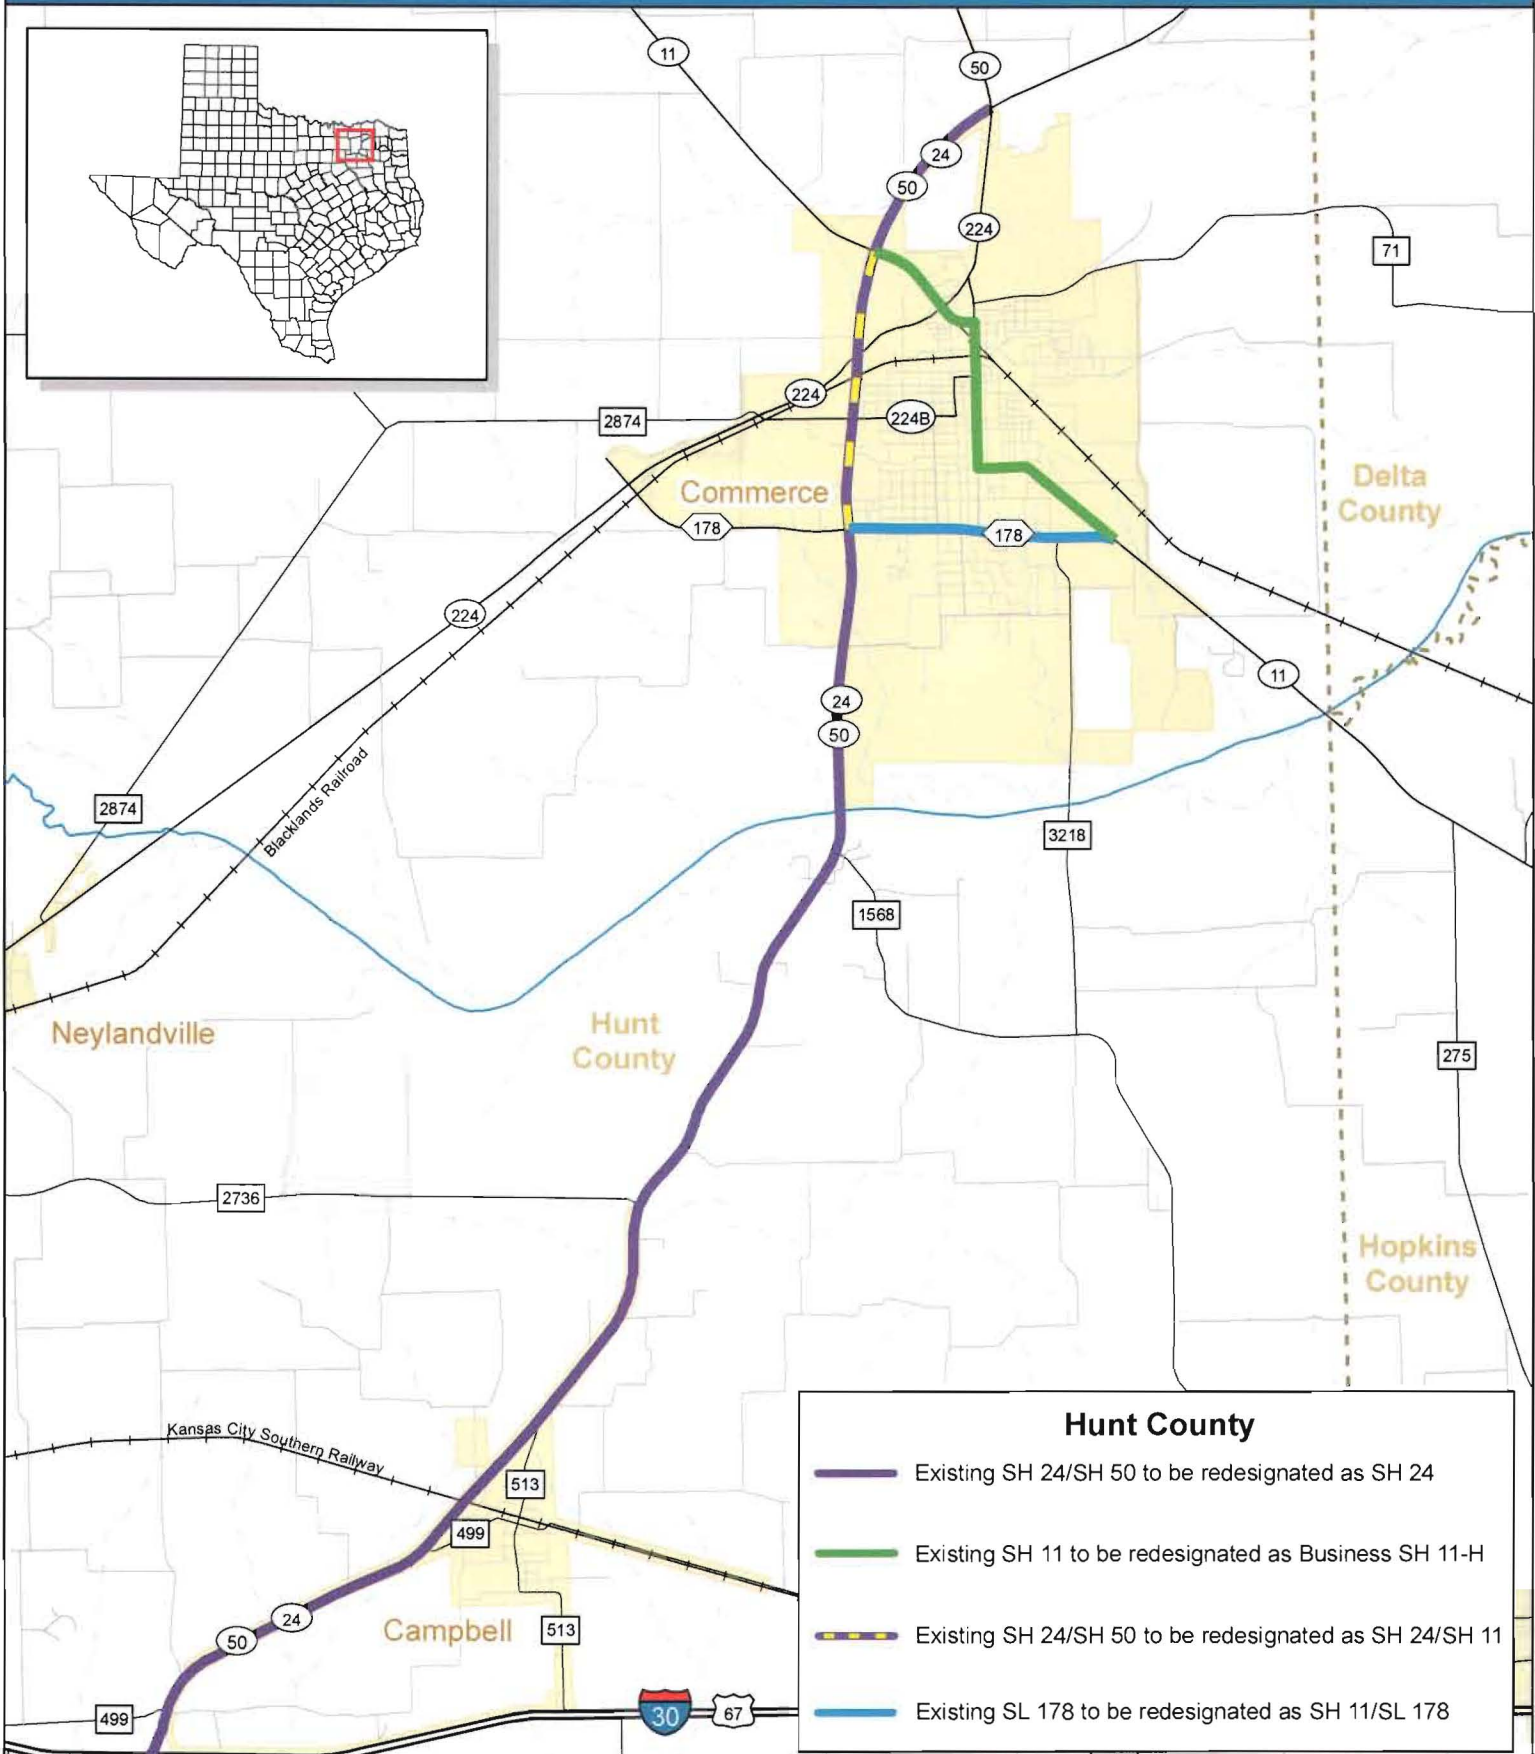 11
50
24
50
224
71
224
2874
224B
Commerce
Delta
County
178
178
224
11
24
50
Blacklands Railroad
2874
3218
1568
Neylandville
Hunt
County
275
2736
Hopkins
County
Kansas City Southern Railway
513
499
24
50
Campbell
513
499
30
67
Hunt County
Existing SH 24/SH 50 to be redesignated as SH 24
Existing SH 11 to be redesignated as Business SH 11-H
Existing SH 24/SH 50 to be redesignated as SH 24/SH 11
Existing SL 178 to be redesignated as SH 11/SL 178